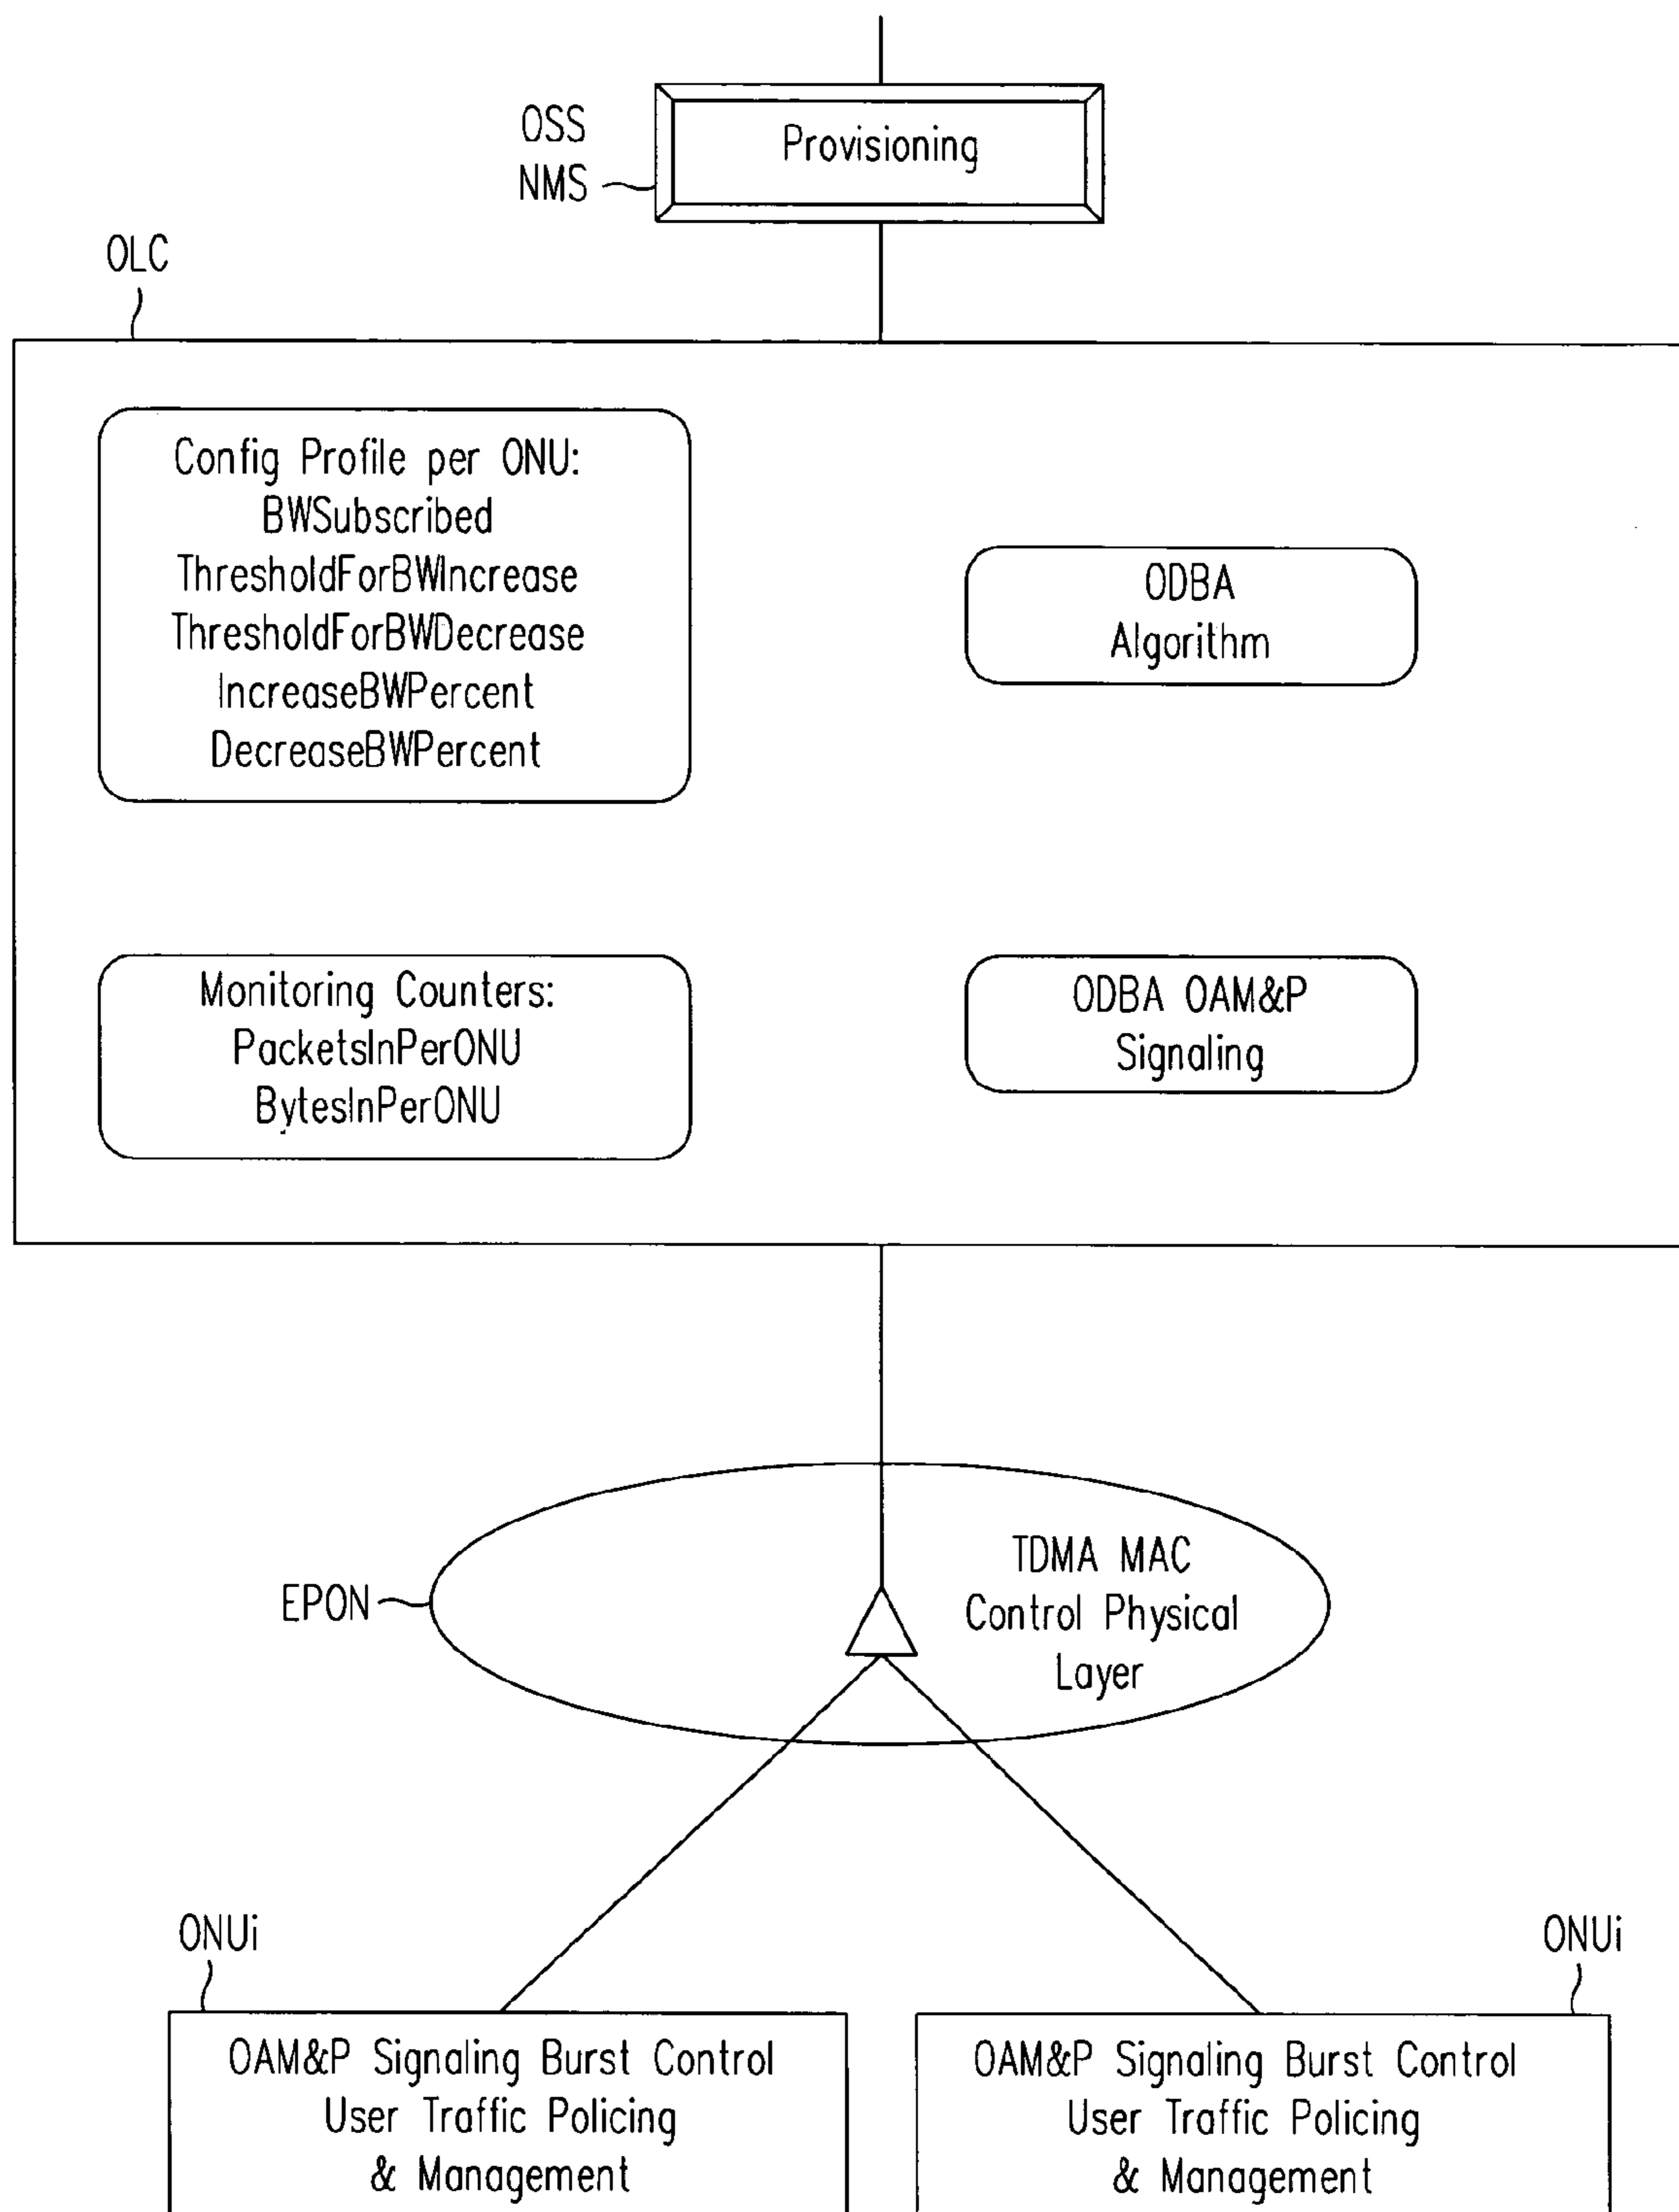 OSS
NMS
Provisioning
OLC
Config Profile per ONU:
BWSubscribed
ThresholdForBWIncrease
ThresholdForBWDecrease
IncreaseBWPercent
DecreaseBWPercent
ODBA
Algorithm
Monitoring Counters:
PacketsInPerONU
BytesInPerONU
ODBA OAM&P
Signaling
EPON
TDMA MAC
Control Physical
Layer
ONUi
OAM&P Signaling Burst Control
User Traffic Policing
& Management
ONUi
OAM&P Signaling Burst Control
User Traffic Policing
& Management